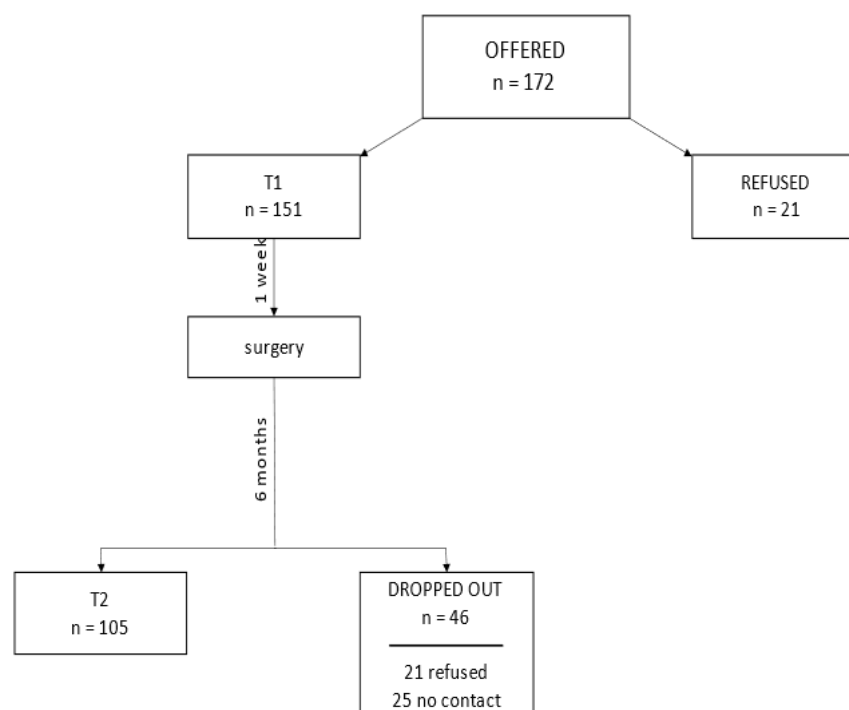 OFFERED
n = 172
T1
n = 151
REFUSED
n = 21
1 week
surgery
6 months
T2
n = 105
DROPPED OUT
n = 46
21 refused
25 no contact